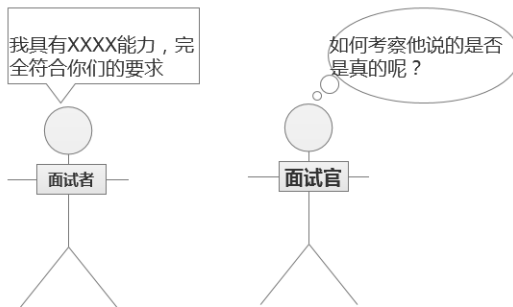 我具有XXXX能力，完
全符合你们的要求
如何考察他说的是否
是真的呢？
面试者
面试官